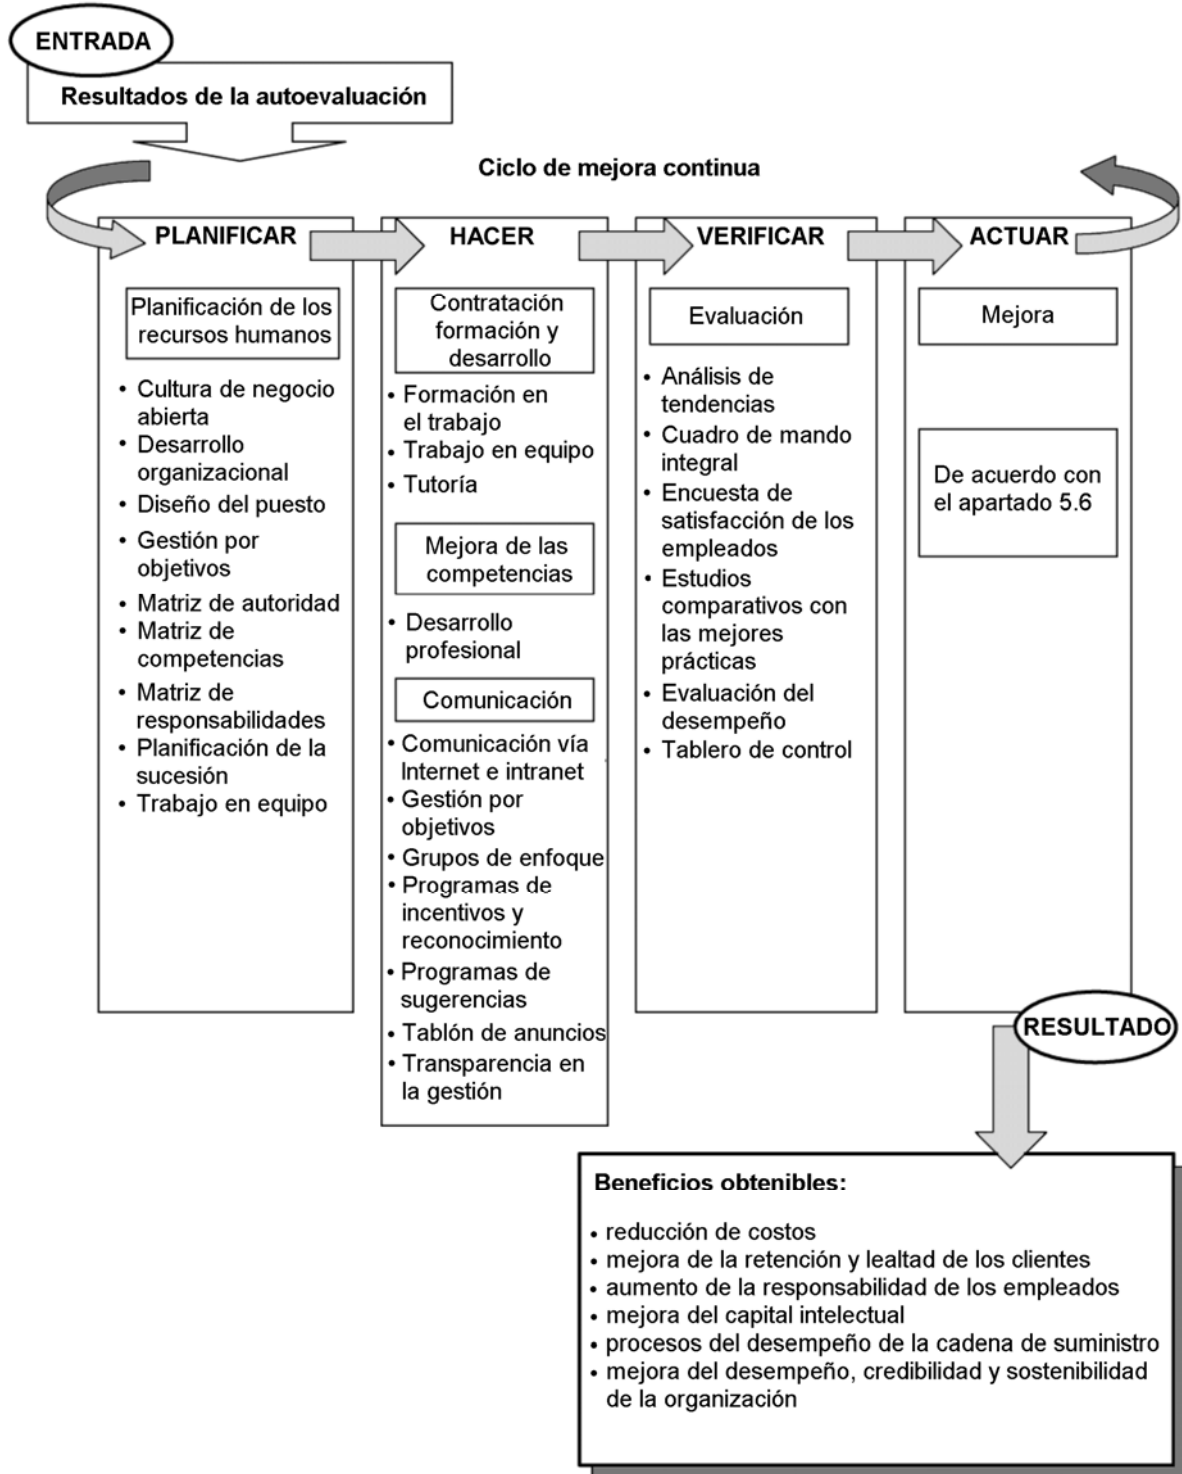 ENTRADA
Resultados de la autoevaluación
Ciclo de mejora continua
PLANIFICAR
Planificación de los
recursos humanos
• Cultura de negocio
abierta
• Desarrollo
organizacional
• Diseño del puesto
• Gestión por
objetivos
• Matriz de autoridad
• Matriz de
competencias
• Matriz de
responsabilidades
• Planificación de la
sucesión
• Trabajo en equipo
HACER
Contratación
formación y
desarrollo
• Formación en
el trabajo
• Trabajo en equipo
• Tutoría
Mejora de las
competencias
• Desarrollo
profesional
Comunicación
• Comunicación vía
Internet e intranet
• Gestión por
objetivos
• Grupos de enfoque
• Programas de
incentivos y
reconocimiento
• Programas de
sugerencias
• Tablón de anuncios
• Transparencia en
la gestión
VERIFICAR
Evaluación
• Análisis de
tendencias
• Cuadro de mando
integral
• Encuesta de
satisfacción de los
empleados
• Estudios
comparativos con
las mejores
prácticas
• Evaluación del
desempeño
• Tablero de control
ACTUAR
Mejora
De acuerdo con
el apartado 5.6
RESULTADO
Beneficios obtenibles:
• reducción de costos
• mejora de la retención y lealtad de los clientes
• aumento de la responsabilidad de los empleados
• mejora del capital intelectual
• procesos del desempeño de la cadena de suministro
• mejora del desempeño, credibilidad y sostenibilidad
de la organización